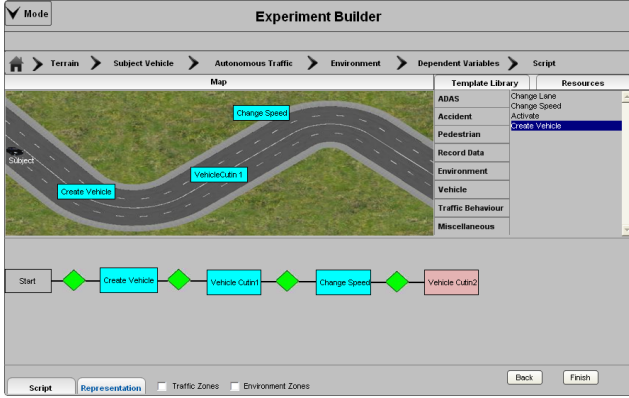 Mode
Experiment Builder
Terrain
Subject Vehicle
Autonomous Traffic
Environment
Dependent Variables
Script
Map
Template Library
Resources
Change Speed
Subject
VehicleCutin 1
Create Vehicle
ADAS
Accident
Pedestrian
Record Data
Environment
Vehicle
Traffic Behaviour
Miscellaneous
Change Lane
Change Speed
Activate
Create Vehicle
Start
Create Vehicle
Vehicle Cutin1
Change Speed
Vehicle Cutin2
Back
Finish
Script
Representation
Traffic Zones
Environment Zones